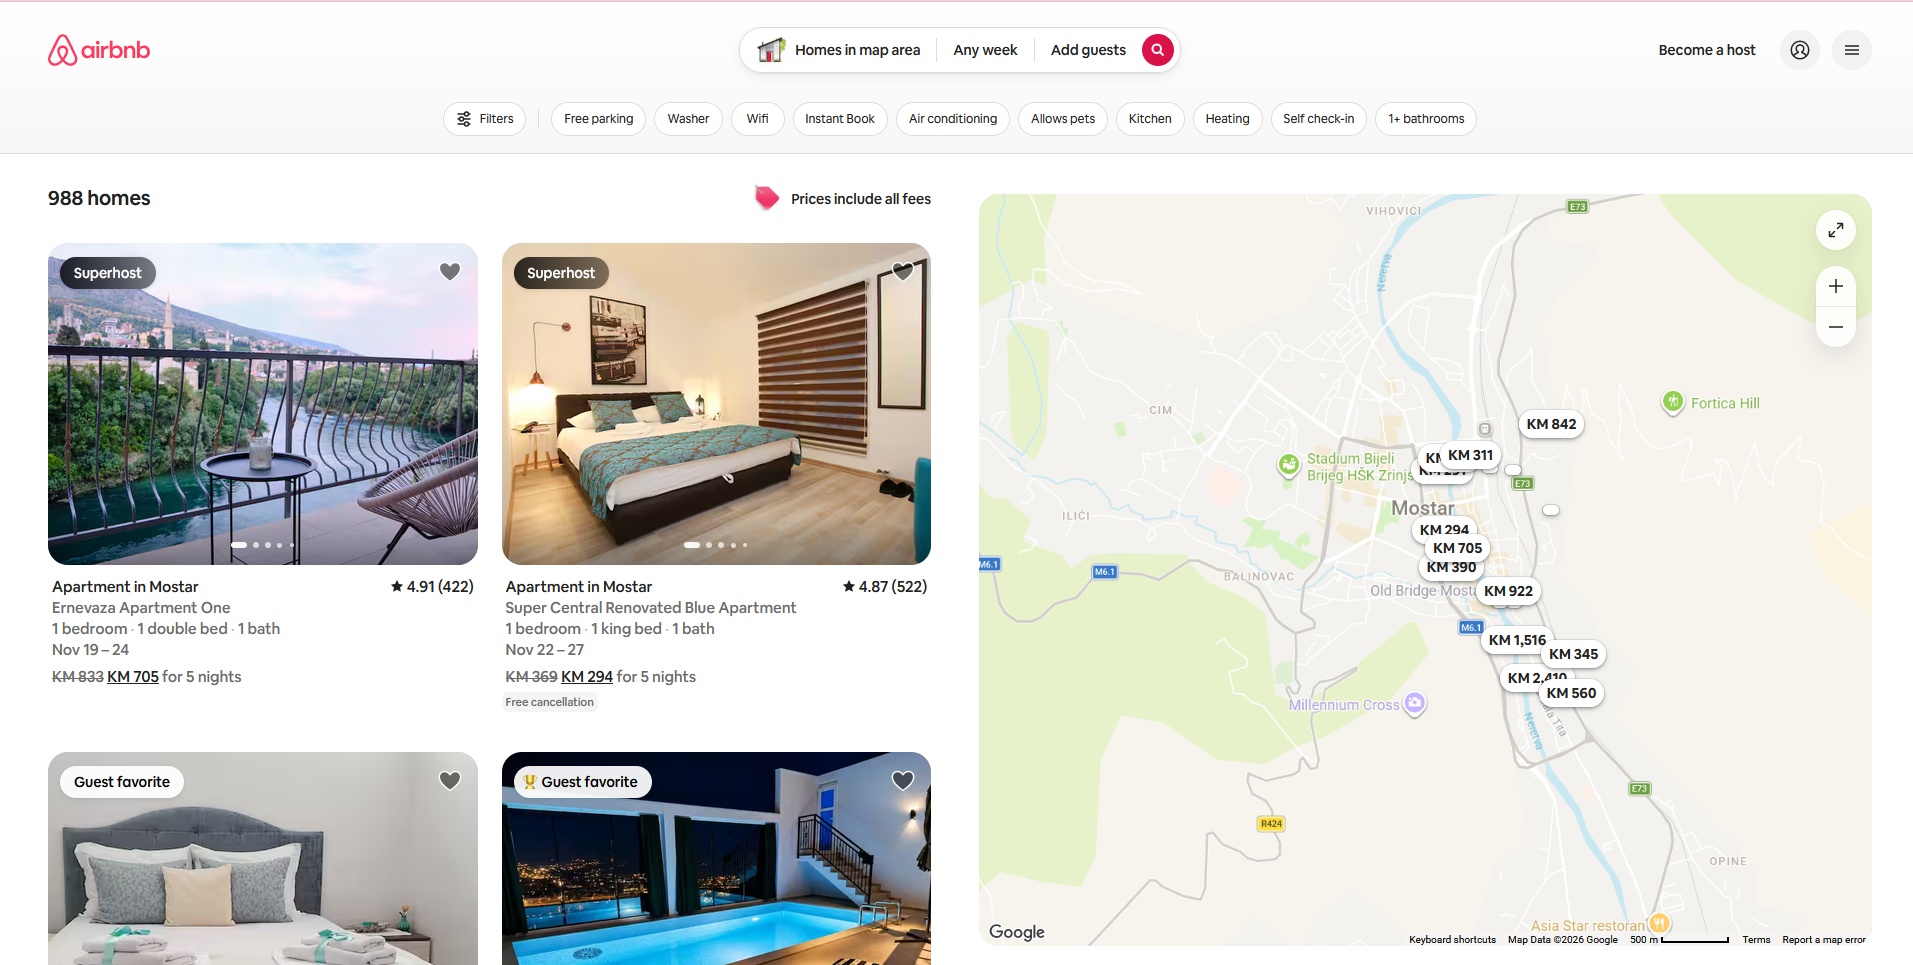 airbnb
Homes in map area
Any week
Add guests
Become a host
Filters
Free parking
Washer
Wifi
Instant Book
Air conditioning
Allows pets
Kitchen
Heating
Self check-in
1+ bathrooms
988 homes
Prices include all fees
Superhost
Apartment in Mostar
4.91 (422)
Ernevaza Apartment One
1 bedroom · 1 double bed · 1 bath
Nov 19 – 24
KM 833 KM 705 for 5 nights
Superhost
Apartment in Mostar
4.87 (522)
Super Central Renovated Blue Apartment
1 bedroom · 1 king bed · 1 bath
Nov 22 – 27
KM 369 KM 294 for 5 nights
Free cancellation
Guest favorite
Guest favorite
VIHOVIĆI
E73
Neretva
Fortica Hill
CIM
KM 842
KM 311
Stadium Bijeli
Brijeg HŠK Zrinjs
E73
Mostar
ILIĆI
KM 294
KM 705
KM 390
M6.1
M6.1
BALINOVAC
Old Bridge Mosta
KM 922
M6.1
KM 1,516
KM 345
KM 2,410
KM 560
Millennium Cross
ala Tita
Neretva
E73
R424
OPINE
Asia Star restoran
Google
Keyboard shortcuts
Map Data ©2026 Google
500 m
Terms
Report a map error